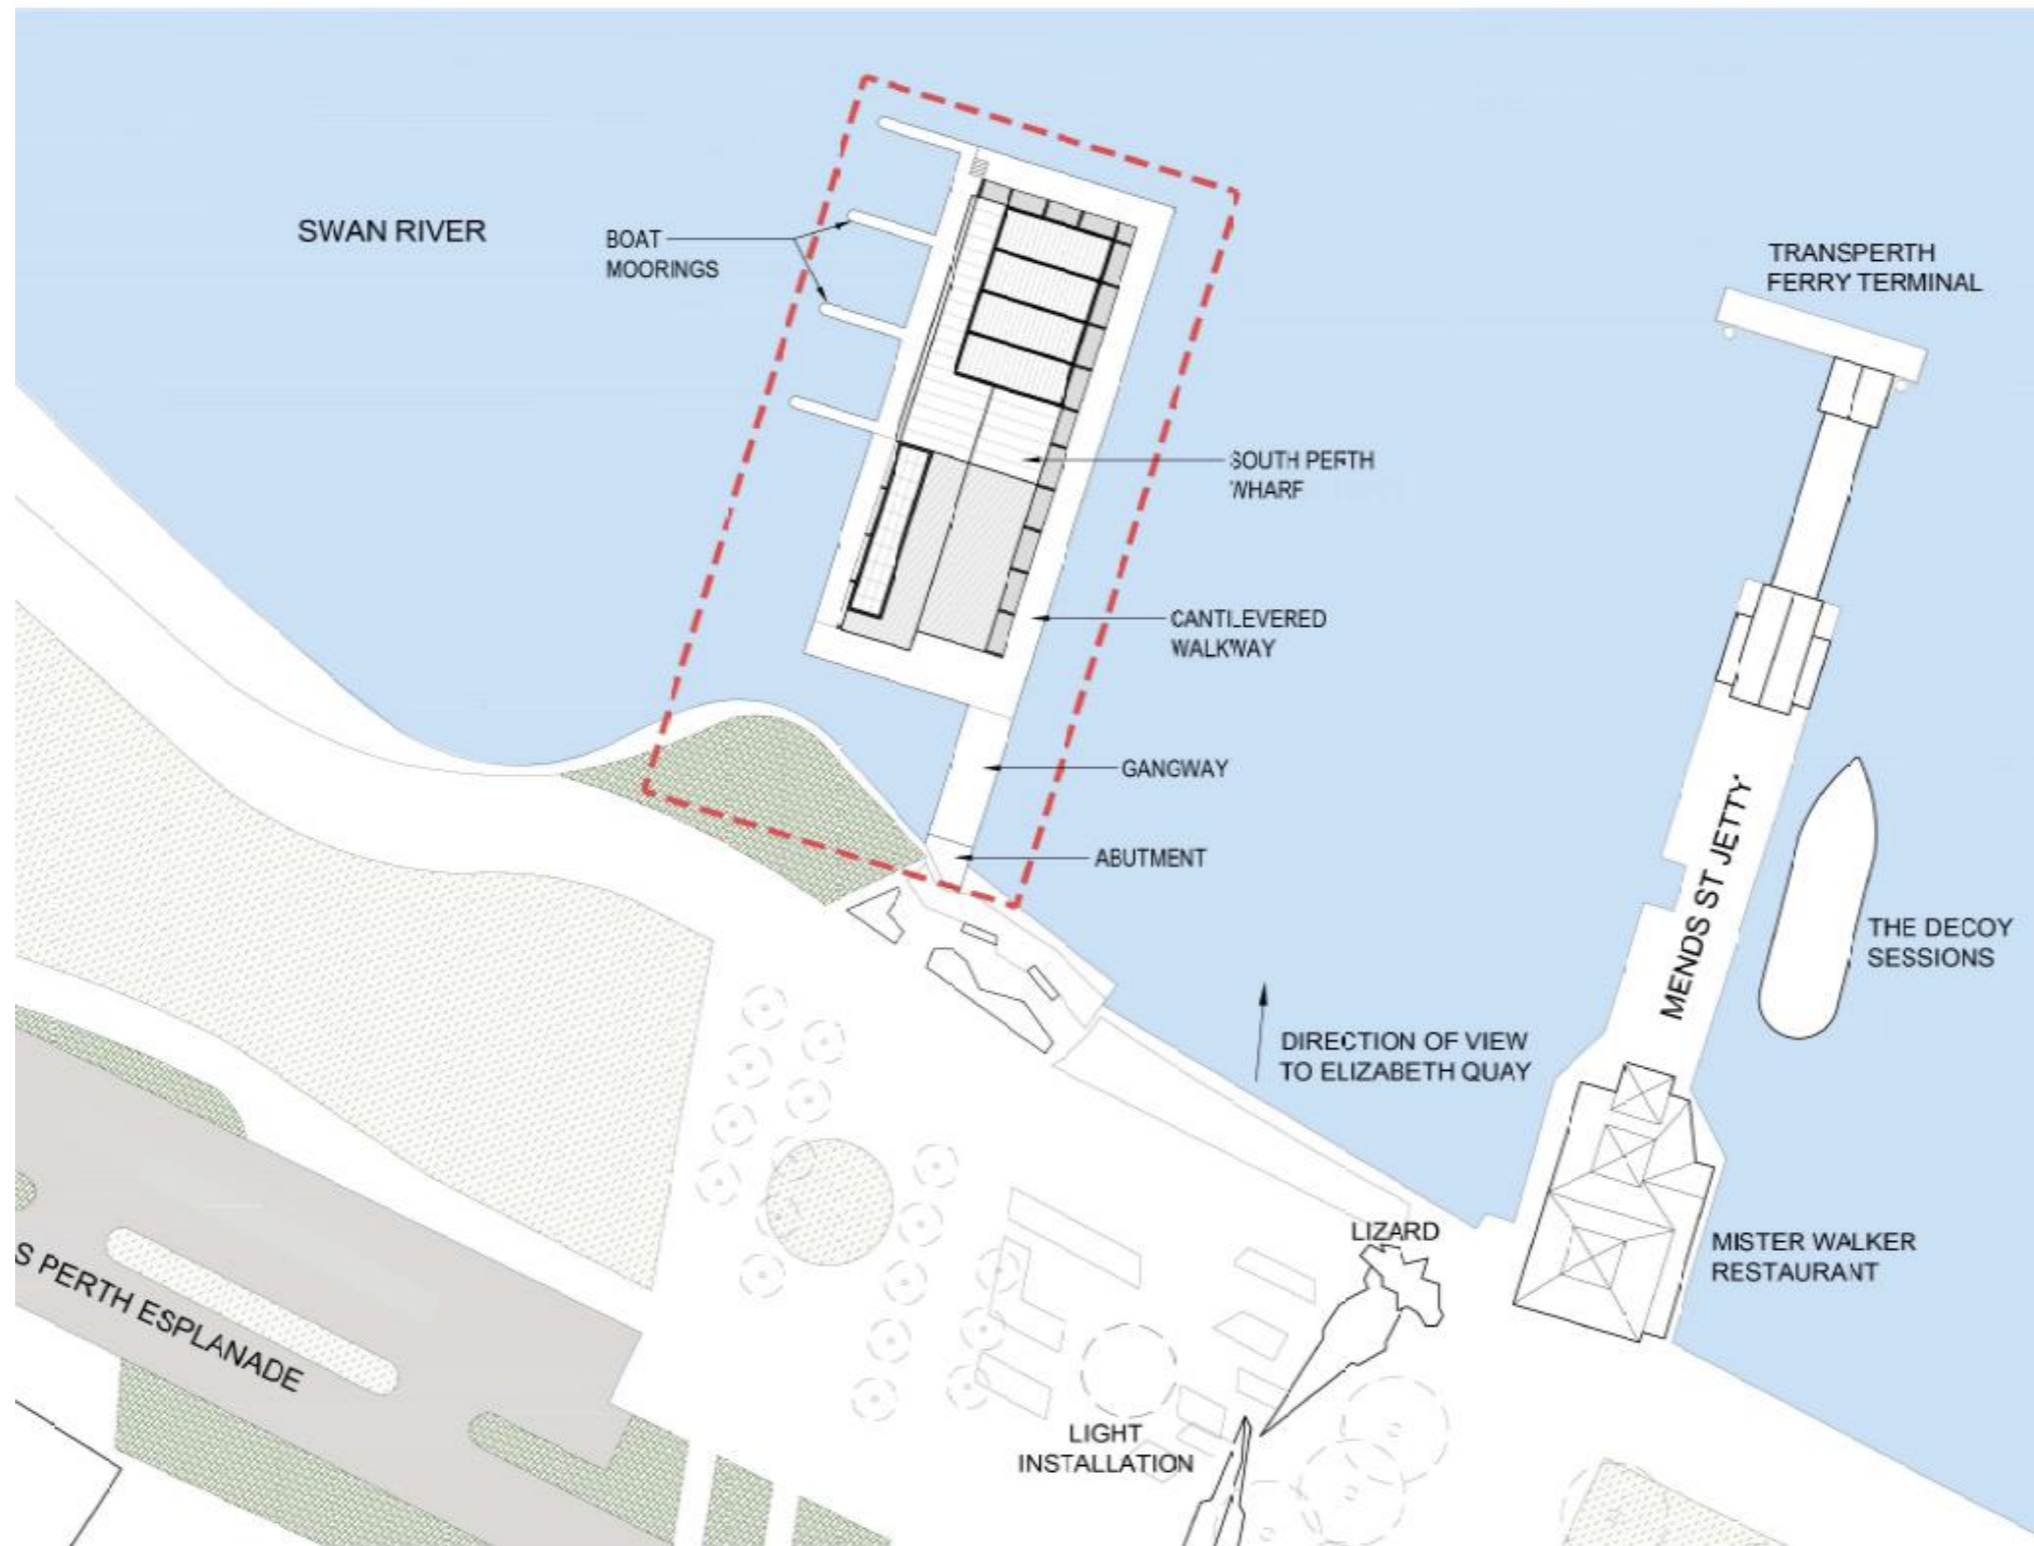 SWAN RIVER
BOAT
MOORINGS
TRANSPERTH
FERRY TERMINAL
SOUTH PERTH
WHARF
CANTILEVERED
WALKWAY
GANGWAY
ABUTMENT
MENDS ST JETTY
THE DECOY
SESSIONS
DIRECTION OF VIEW
TO ELIZABETH QUAY
LIZARD
MISTER WALKER
RESTAURANT
S PERTH ESPLANADE
LIGHT
INSTALLATION